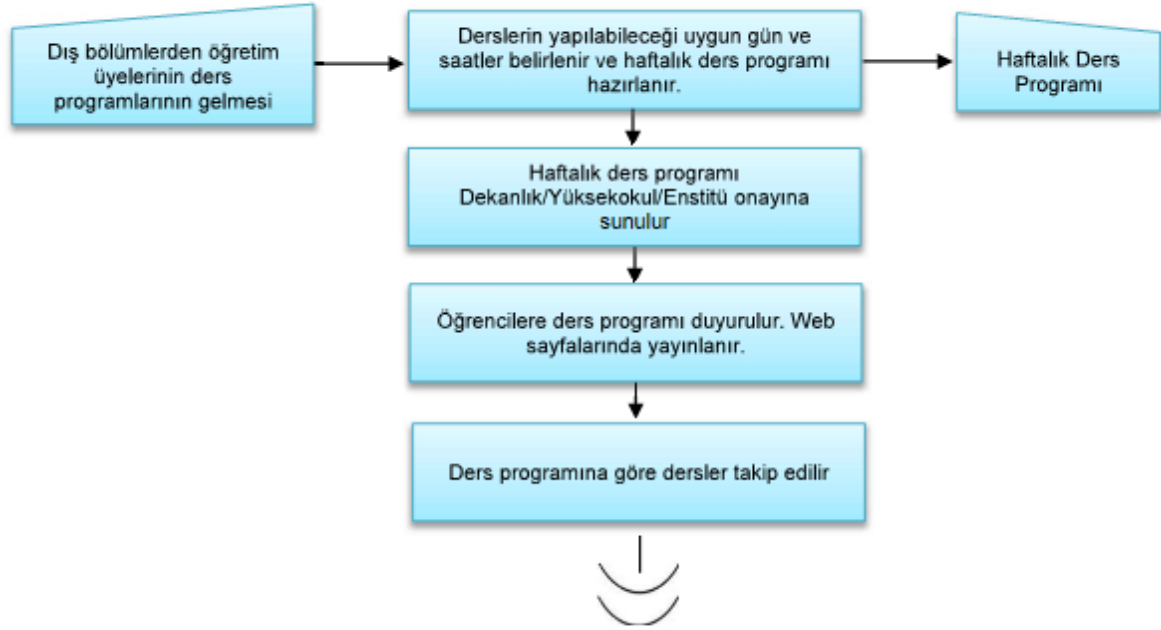 Dış bölümlerden öğretim
üyelerinin ders
programlarının gelmesi
Derslerin yapılabileceği uygun gün ve
saatler belirlenir ve haftalık ders programı
hazırlanır.
Haftalık Ders
Programı
Haftalık ders programı
Dekanlık/Yüksekokul/Enstitü onayına
sunulur
Öğrencilere ders programı duyurulur. Web
sayfalarında yayınlanır.
Ders programına göre dersler takip edilir